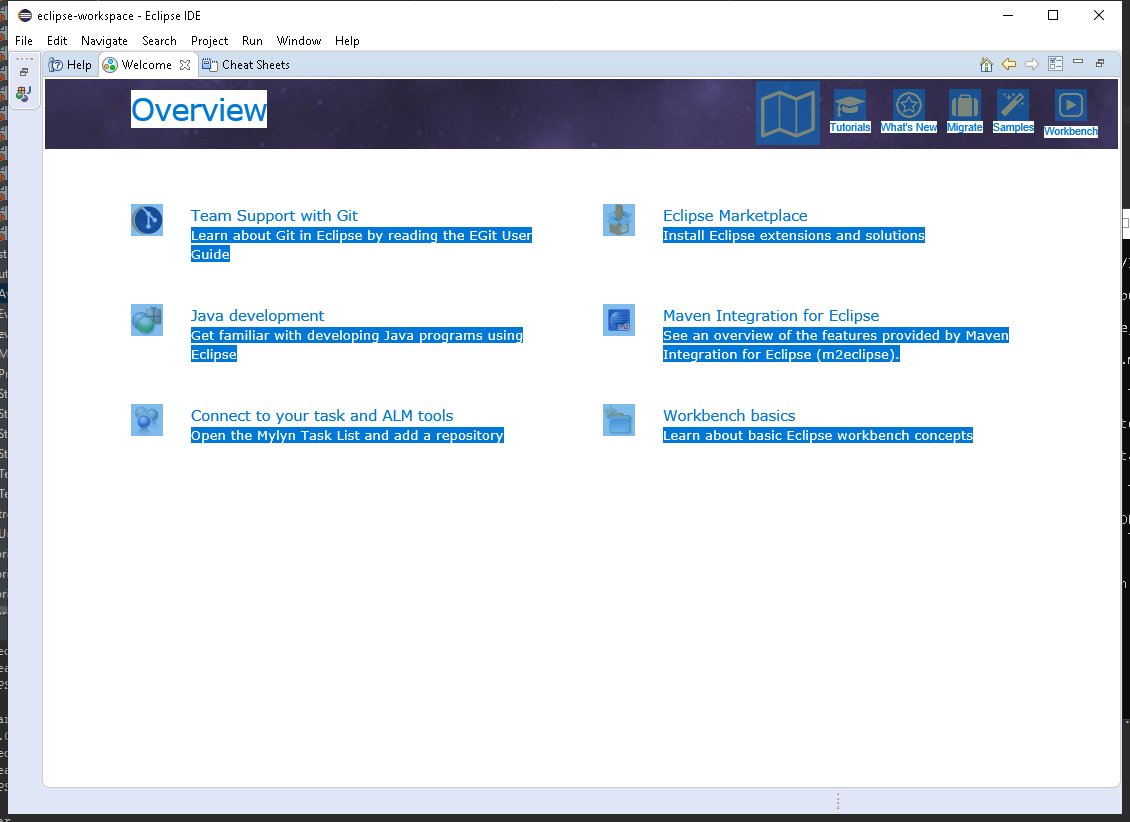 eclipse-workspace - Eclipse IDE
File Edit Navigate Search Project Run Window Help
Help Welcome Cheat Sheets
Overview
Tutorials What's New Migrate Samples Workbench
Team Support with Git
Learn about Git in Eclipse by reading the EGit User
Guide
Eclipse Marketplace
Install Eclipse extensions and solutions
Java development
Get familiar with developing Java programs using
Eclipse
Maven Integration for Eclipse
See an overview of the features provided by Maven
Integration for Eclipse (m2eclipse).
Connect to your task and ALM tools
Open the Mylyn Task List and add a repository
Workbench basics
Learn about basic Eclipse workbench concepts